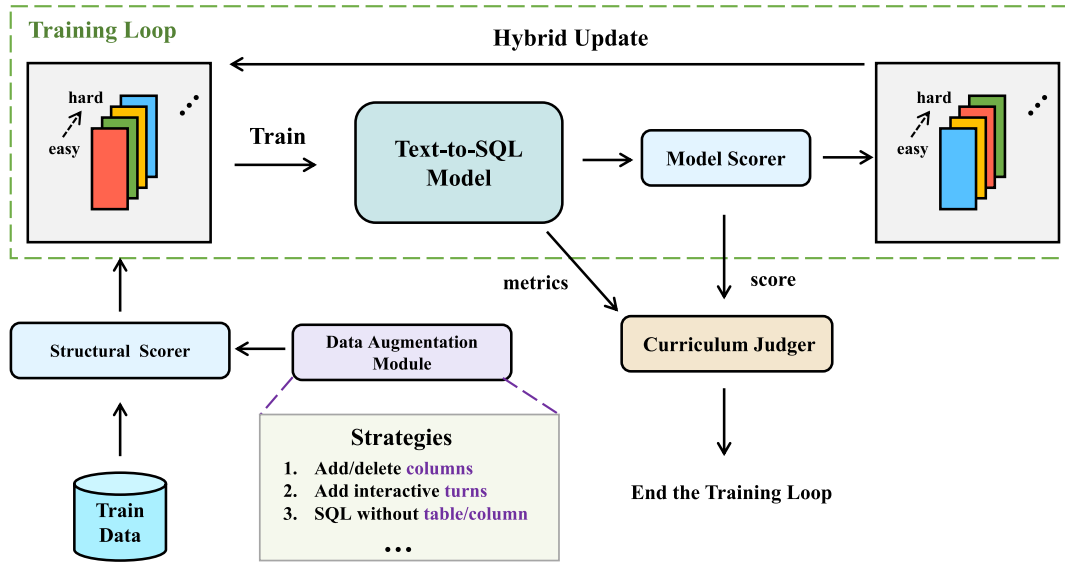 Training Loop
Hybrid Update
hard
easy
Train
Text-to-SQL
Model
Model Scorer
hard
easy
metrics
score
Structural Scorer
Data Augmentation
Module
Curriculum Judger
Strategies
1. Add/delete columns
2. Add interactive turns
3. SQL without table/column
...
Train
Data
End the Training Loop